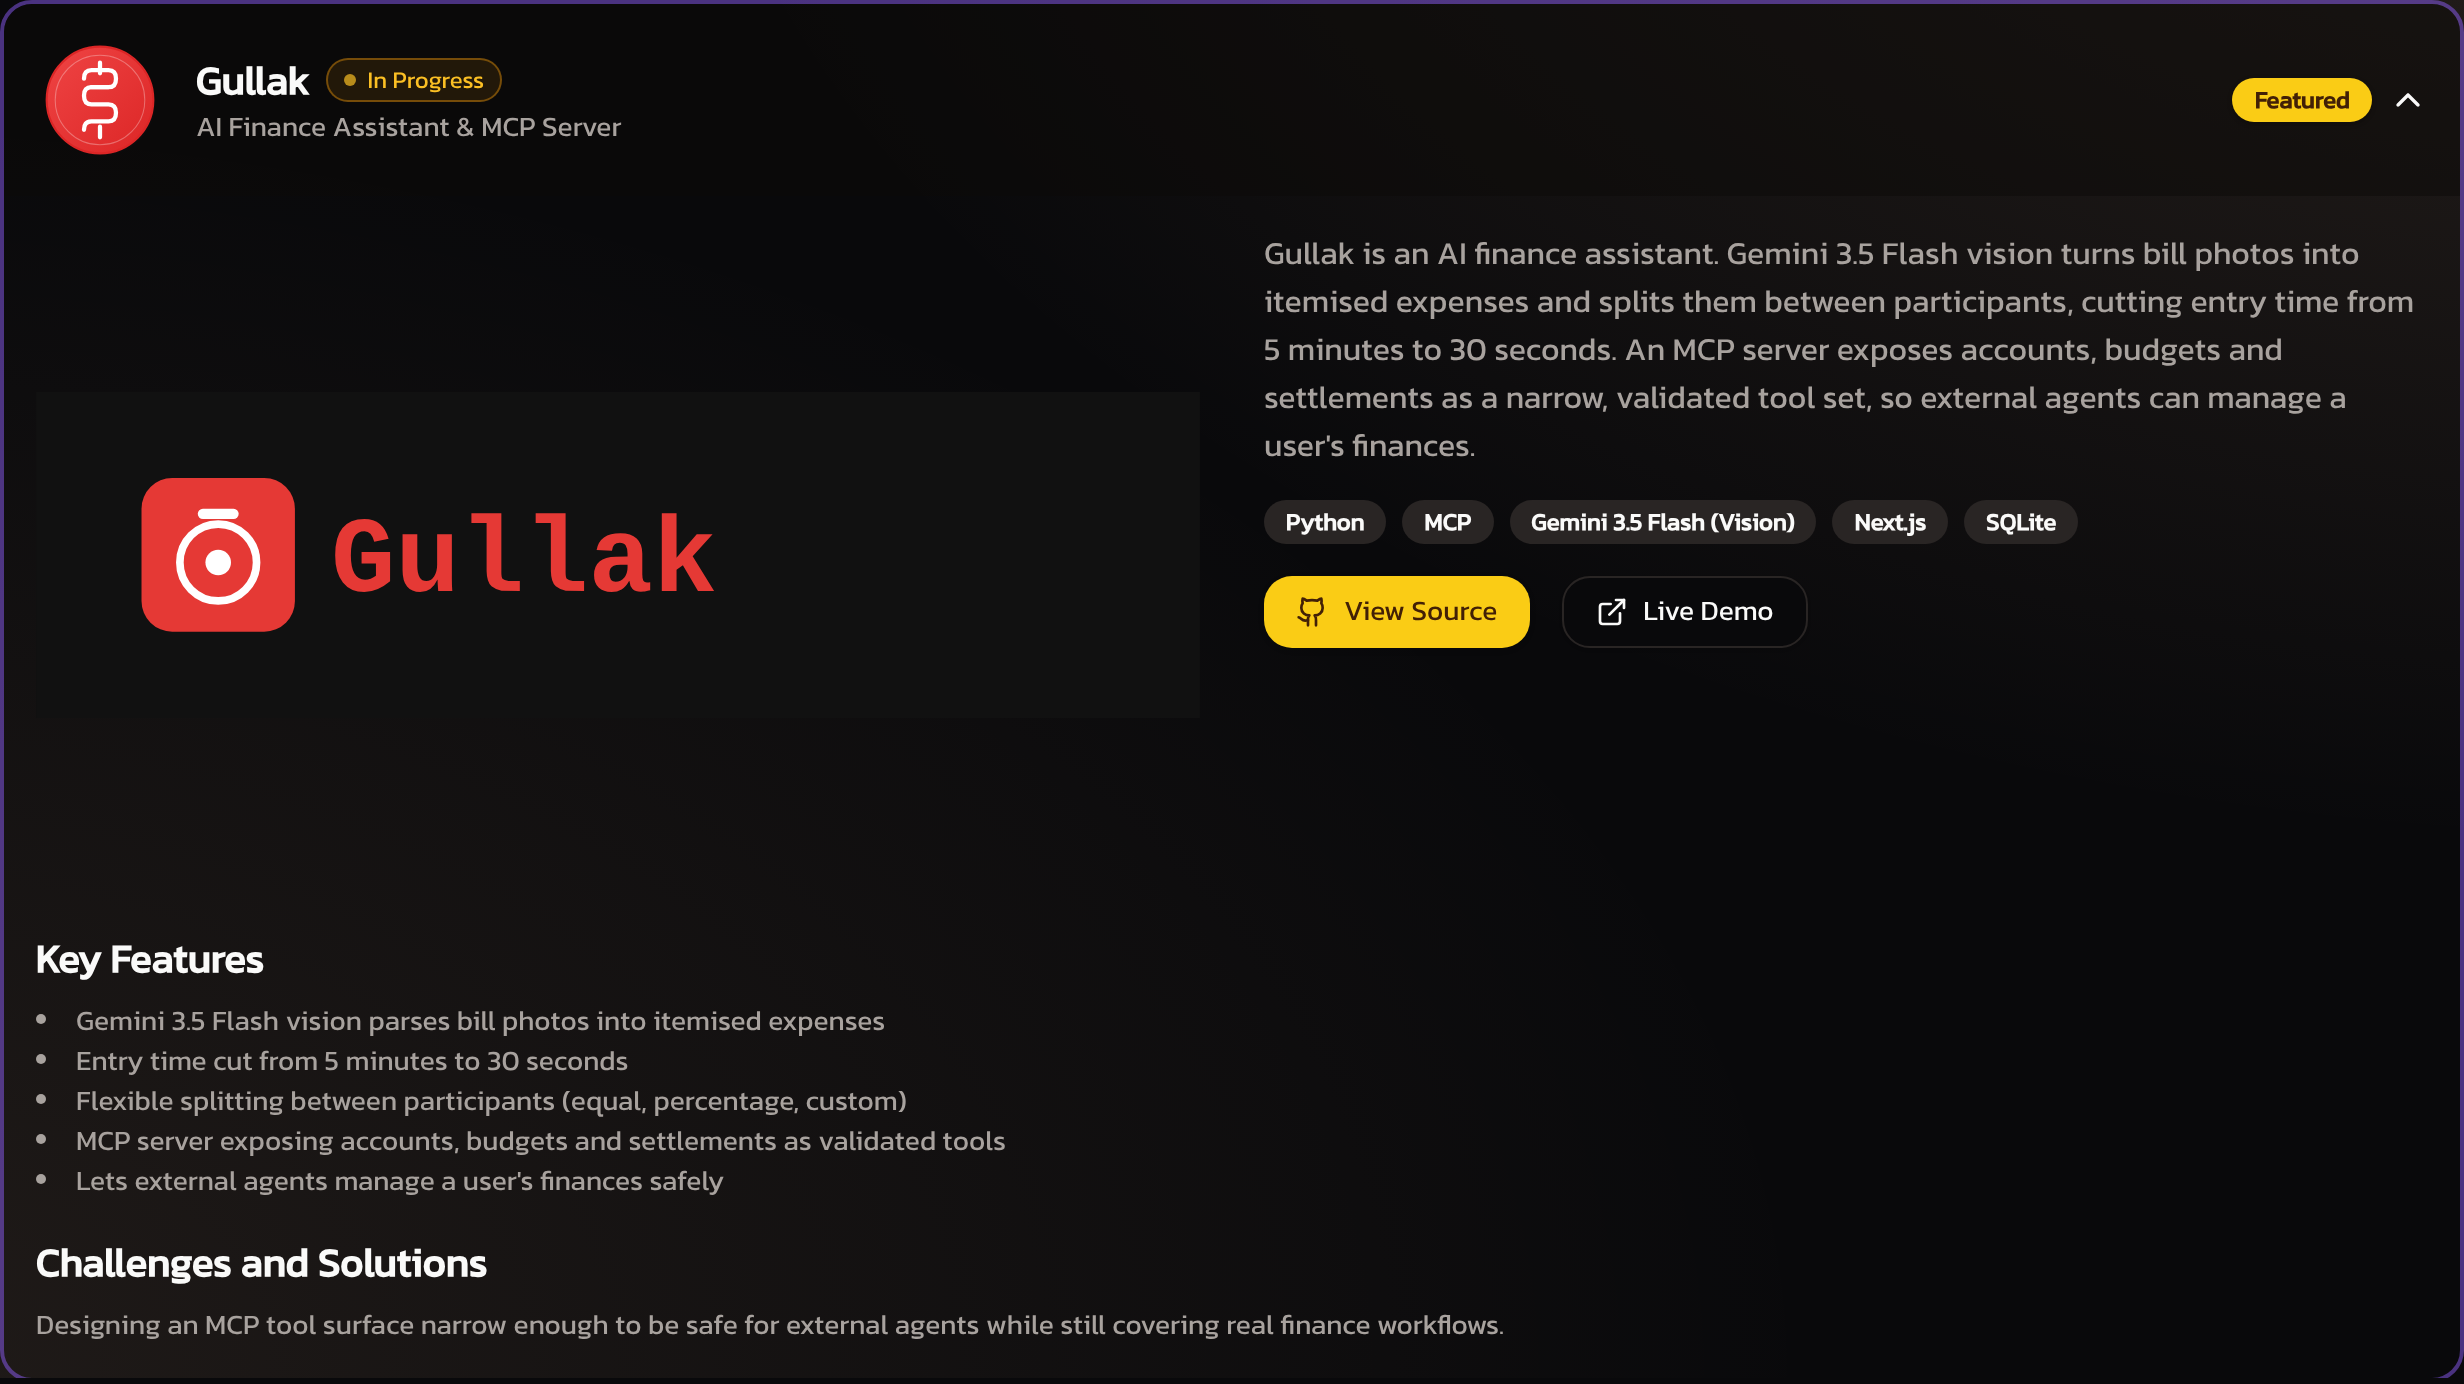 Gullak
In Progress
AI Finance Assistant & MCP Server
Featured
Gullak
Gullak is an AI finance assistant. Gemini 3.5 Flash vision turns bill photos into
itemised expenses and splits them between participants, cutting entry time from
5 minutes to 30 seconds. An MCP server exposes accounts, budgets and
settlements as a narrow, validated tool set, so external agents can manage a
user's finances.
Python
MCP
Gemini 3.5 Flash (Vision)
Next.js
SQLite
View Source
Live Demo
Key Features
Gemini 3.5 Flash vision parses bill photos into itemised expenses
Entry time cut from 5 minutes to 30 seconds
Flexible splitting between participants (equal, percentage, custom)
MCP server exposing accounts, budgets and settlements as validated tools
Lets external agents manage a user's finances safely
Challenges and Solutions
Designing an MCP tool surface narrow enough to be safe for external agents while still covering real finance workflows.